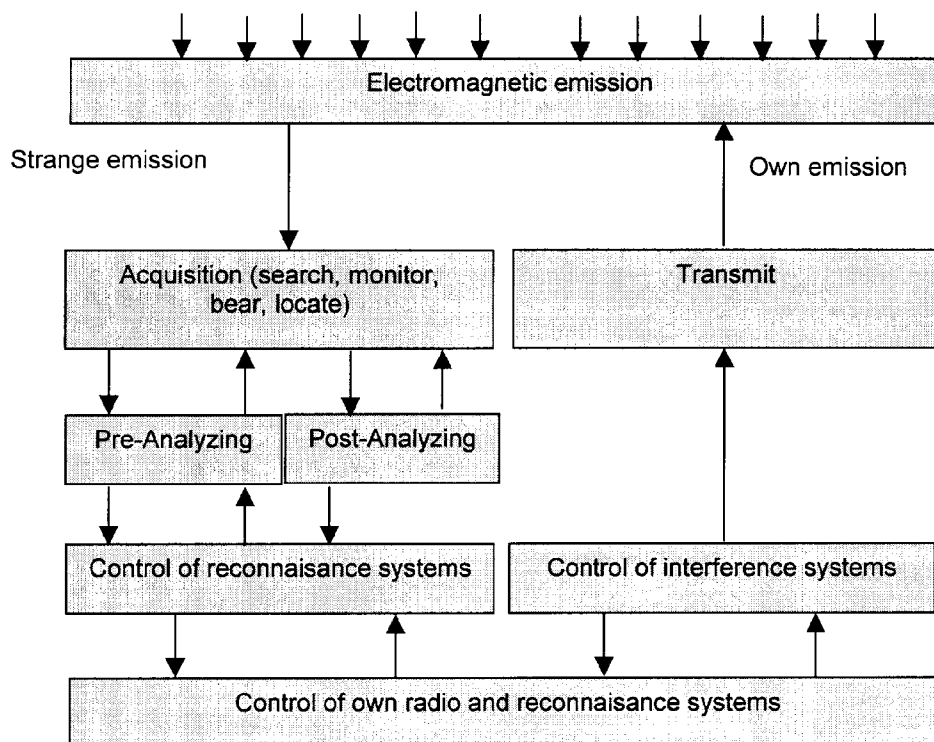 Electromagnetic emission
Strange emission
Own emission
Acquisition (search, monitor,
bear, locate)
Transmit
Pre-Analyzing
Post-Analyzing
Control of reconnaisance systems
Control of interference systems
Control of own radio and reconnaisance systems